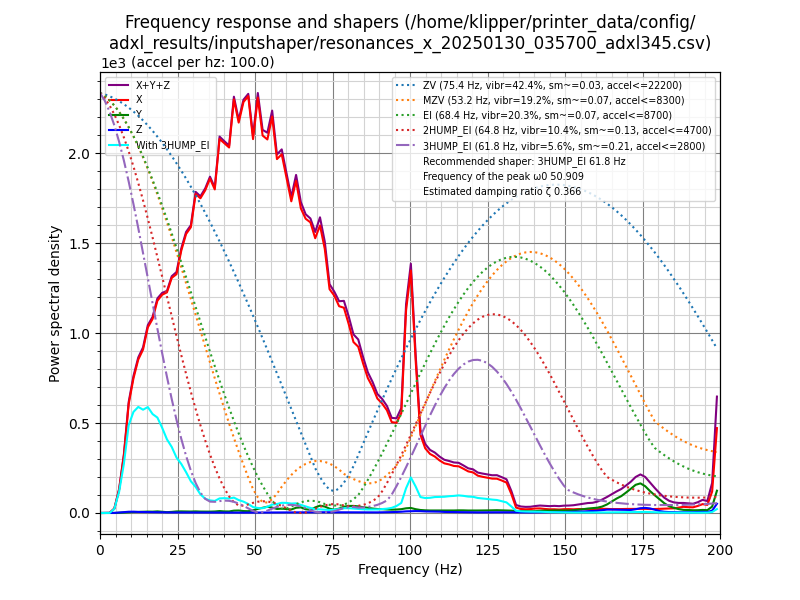 Frequency response and shapers (/home/klipper/printer_data/config/
adxl_results/inputshaper/resonances_x_20250130_035700_adxl345.csv)
1e3 (accel per hz: 100.0)
X+Y+Z
X
Y
Z
With 3HUMP_EI
ZV (75.4 Hz, vibr=42.4%, sm~=0.03, accel<=22200)
MZV (53.2 Hz, vibr=19.2%, sm~=0.07, accel<=8300)
EI (68.4 Hz, vibr=20.3%, sm~=0.07, accel<=8700)
2HUMP_EI (64.8 Hz, vibr=10.4%, sm~=0.13, accel<=4700)
3HUMP_EI (61.8 Hz, vibr=5.6%, sm~=0.21, accel<=2800)
Recommended shaper: 3HUMP_EI 61.8 Hz
Frequency of the peak ω0 50.909
Estimated damping ratio ζ 0.366
Power spectral density
2.0
1.5
1.0
0.5
0.0
0 25 50 75 100 125 150 175 200
Frequency (Hz)